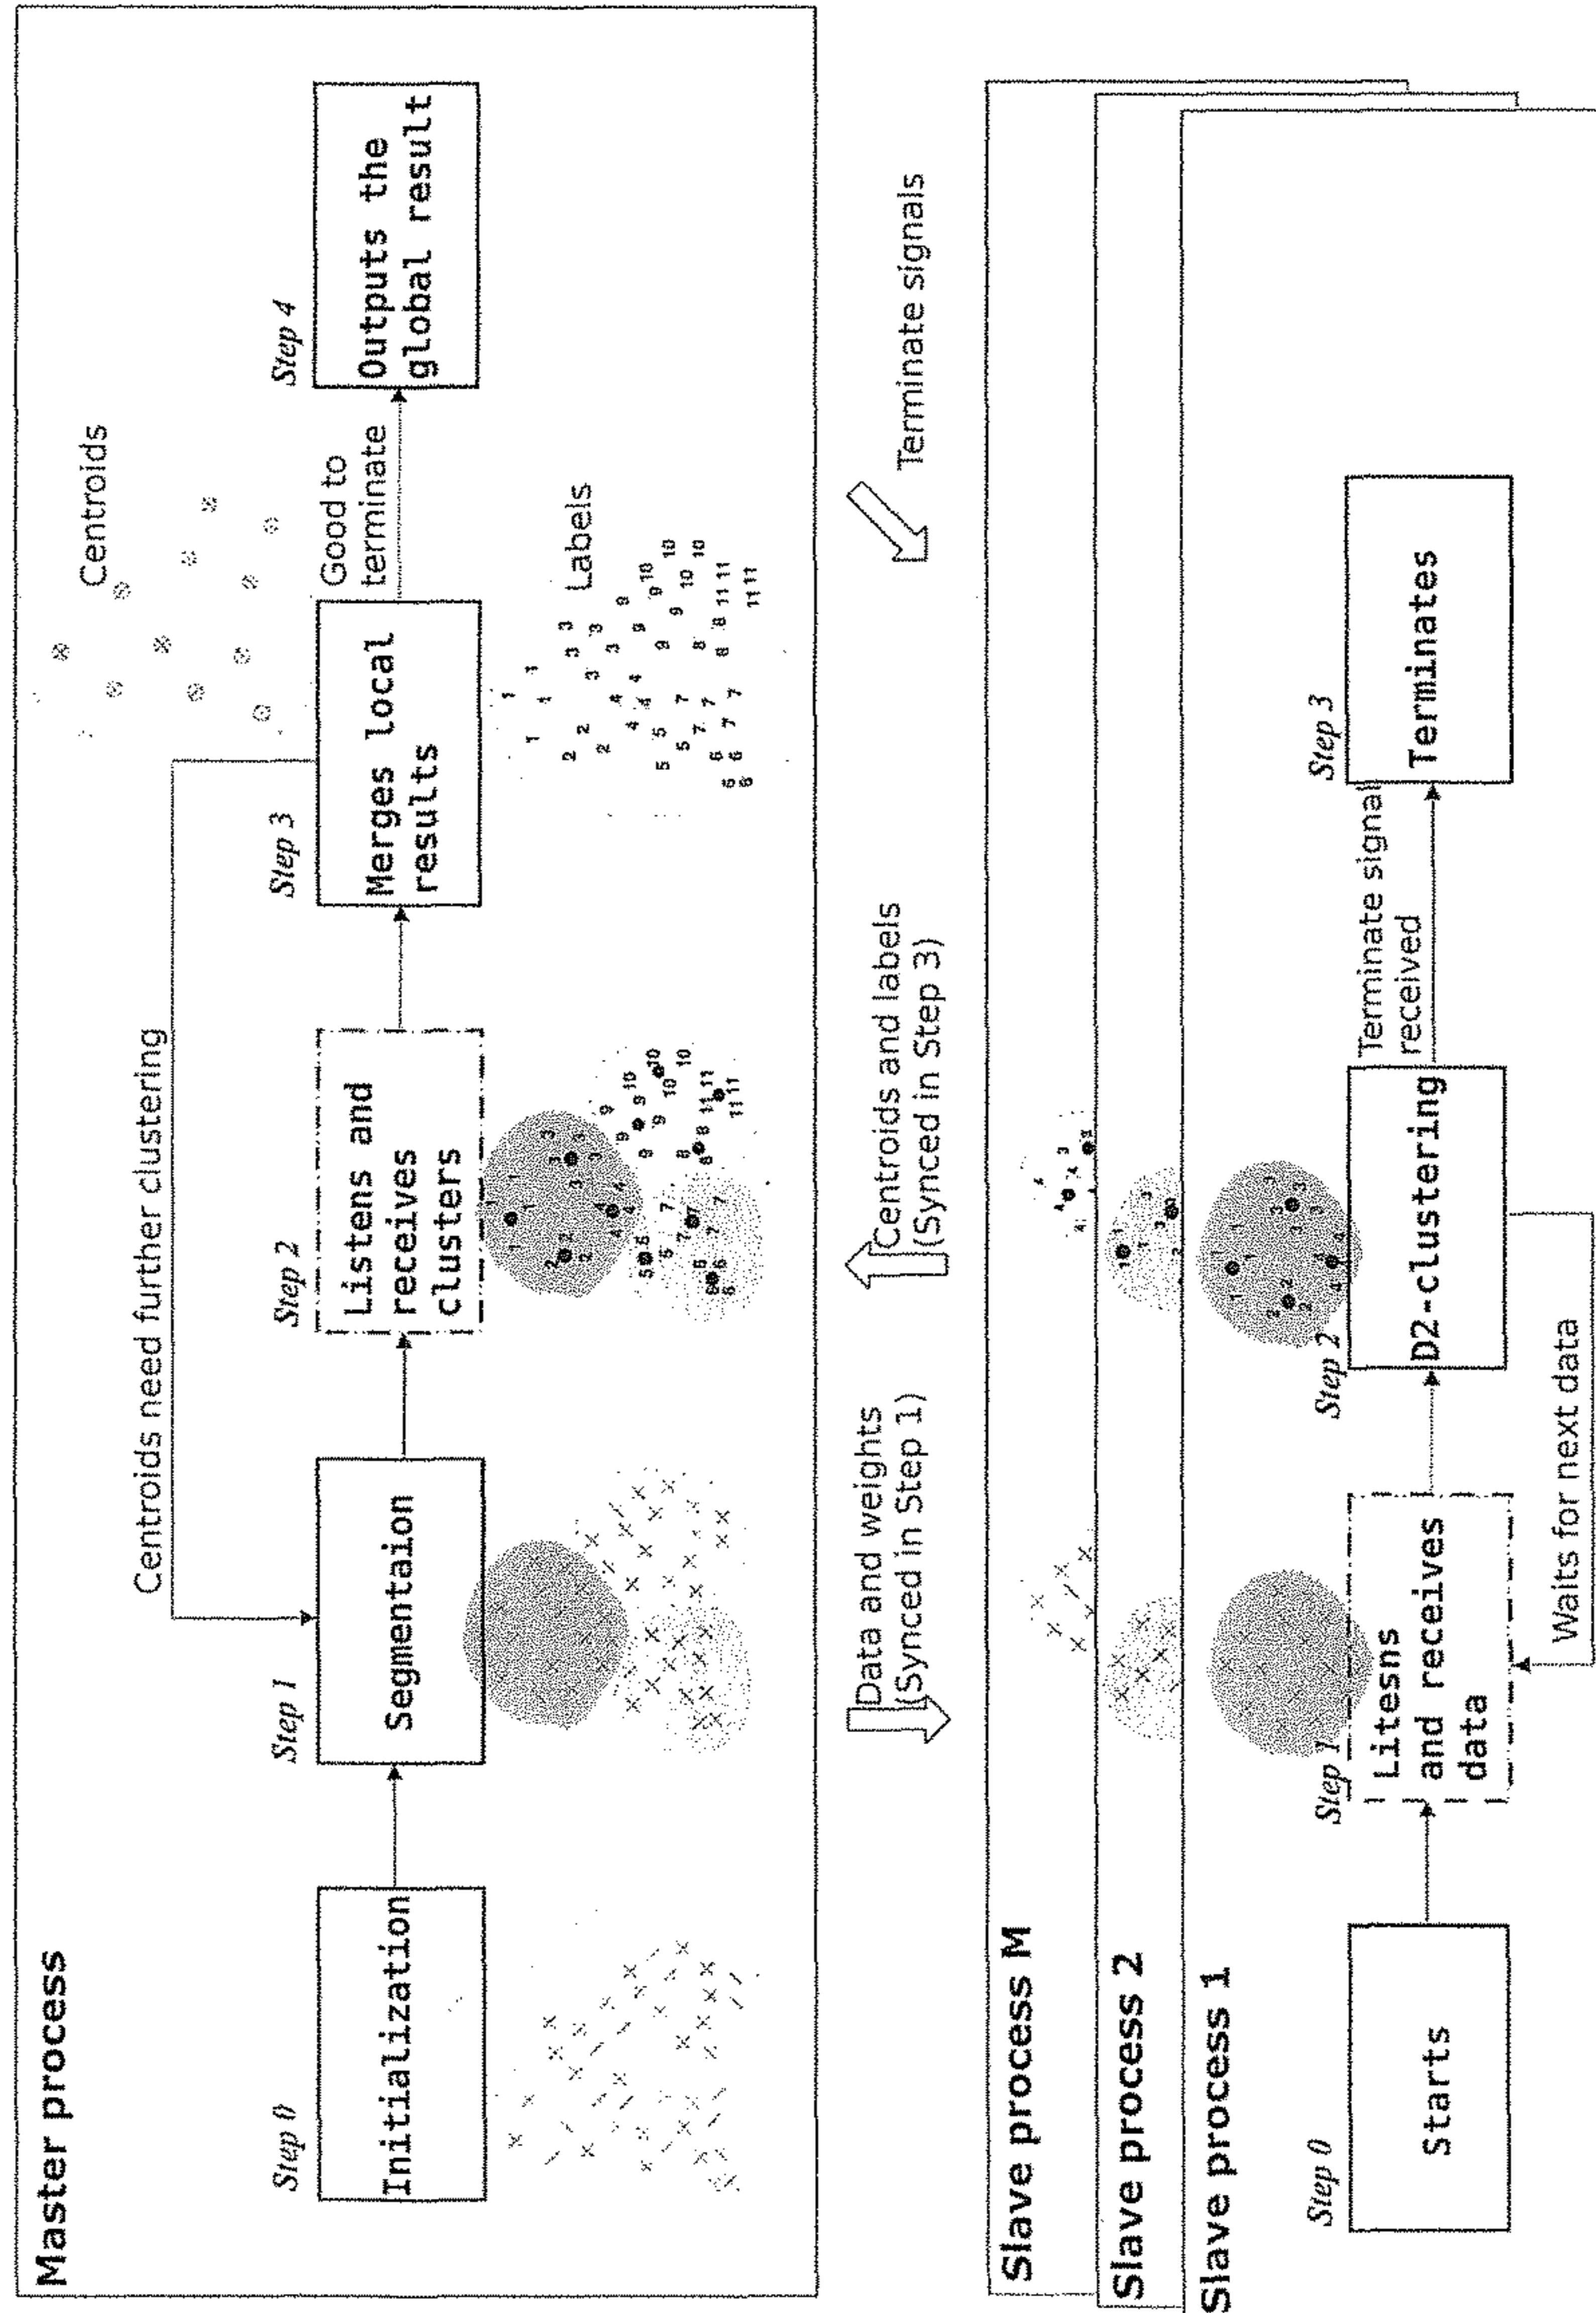 Master process
Centroids need further clustering
Centroids
Step 0
Initialization
Step 1
Segmentaion
Step 2
Listens and
receives
clusters
Step 3
Merges local
results
Good to
terminate
Step 4
Outputs the
global result
Labels
Data and weights
(Synced in Step 1)
Centroids and labels
(Synced in Step 3)
Terminate signals
Slave process M
Slave process 2
Slave process 1
Step 0
Starts
Step 1
Litesns
and receives
data
Step 2
D2-clustering
Terminate signal
received
Step 3
Terminates
Waits for next data